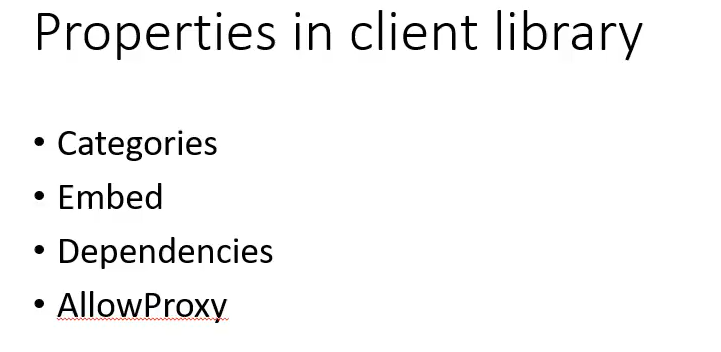 Properties in client library
• Categories
• Embed
• Dependencies
• AllowProxy